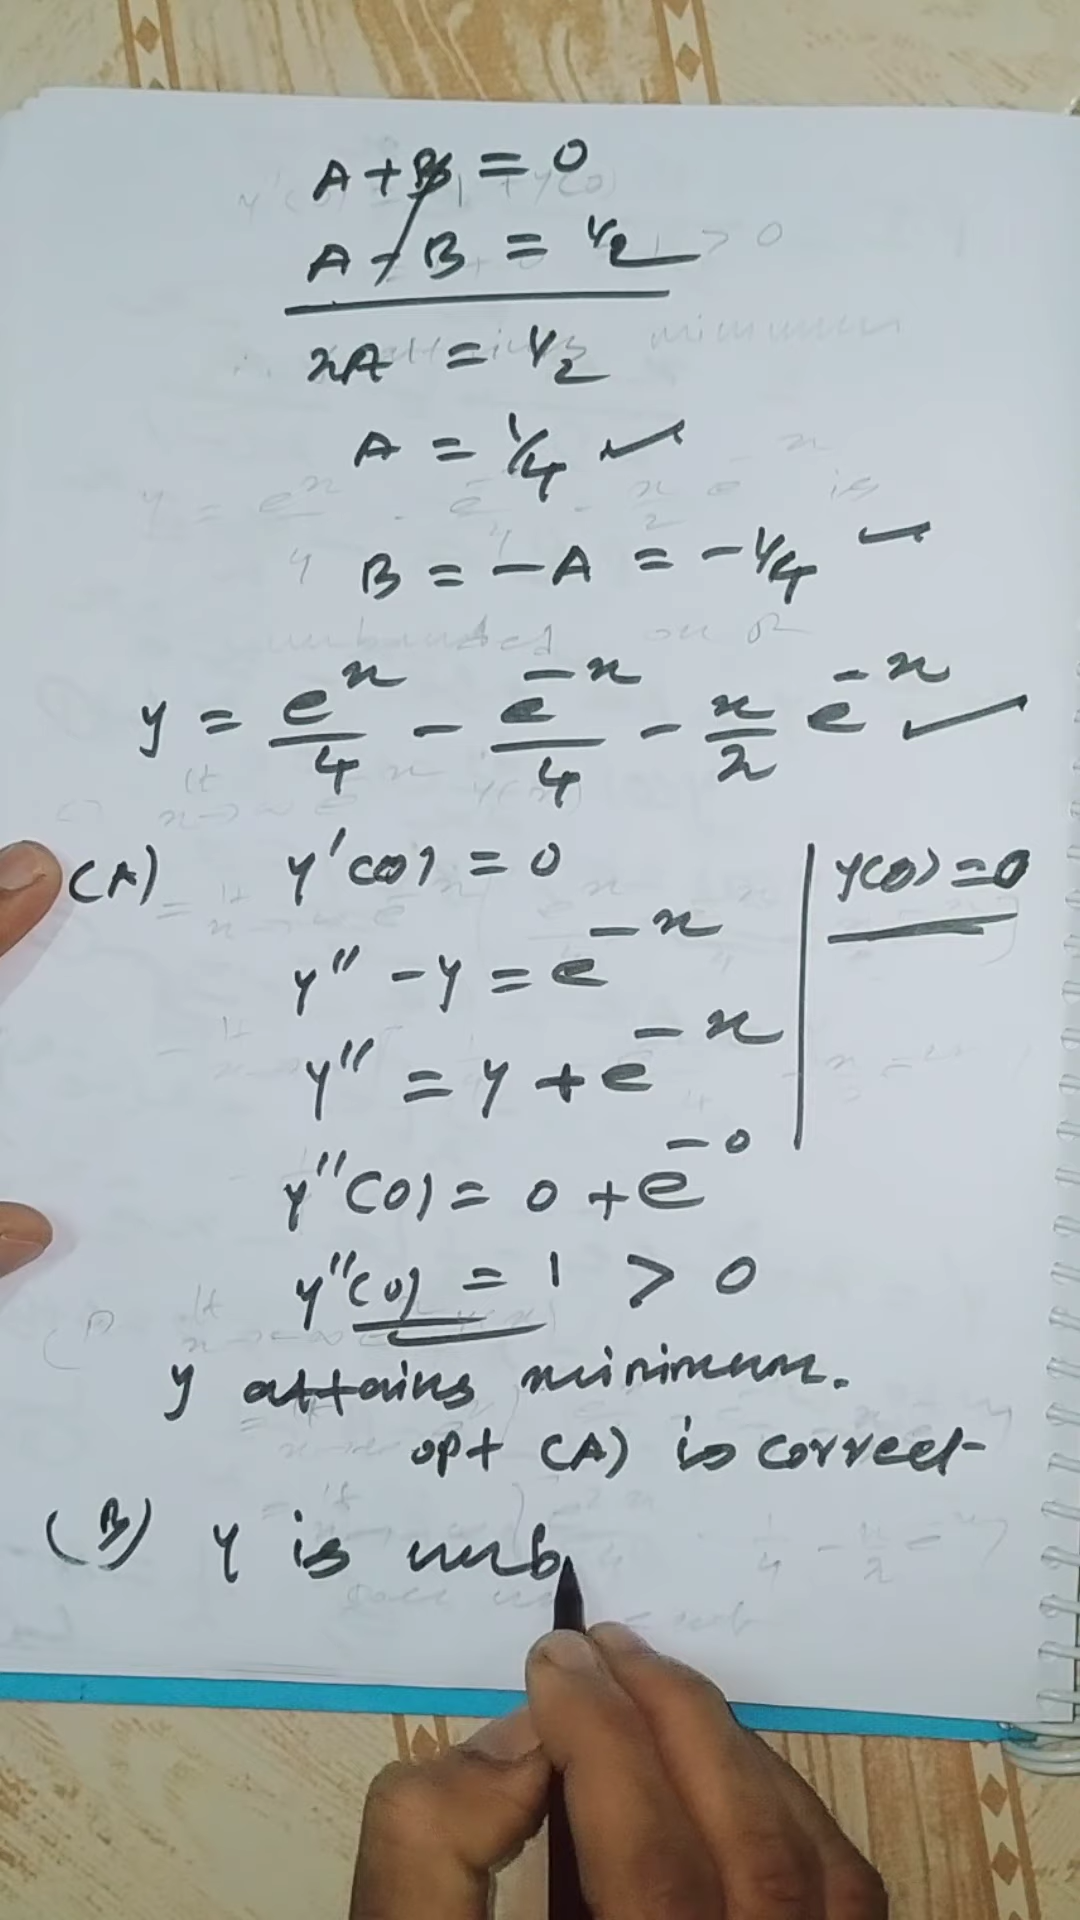 A + B = 0
A - B = 1/2
2A = 1/2
A = 1/4 ✓
B = -A = -1/4 ✓
y = e^x/4 - e^-x/4 - x/2 e^-x ✓
(A) y'(0) = 0 | y(0) = 0
y'' - y = e^-x
y'' = y + e^-x
y''(0) = 0 + e^-0
y''(0) = 1 > 0
y attains minimum.
opt (A) is correct
(B) y is unb